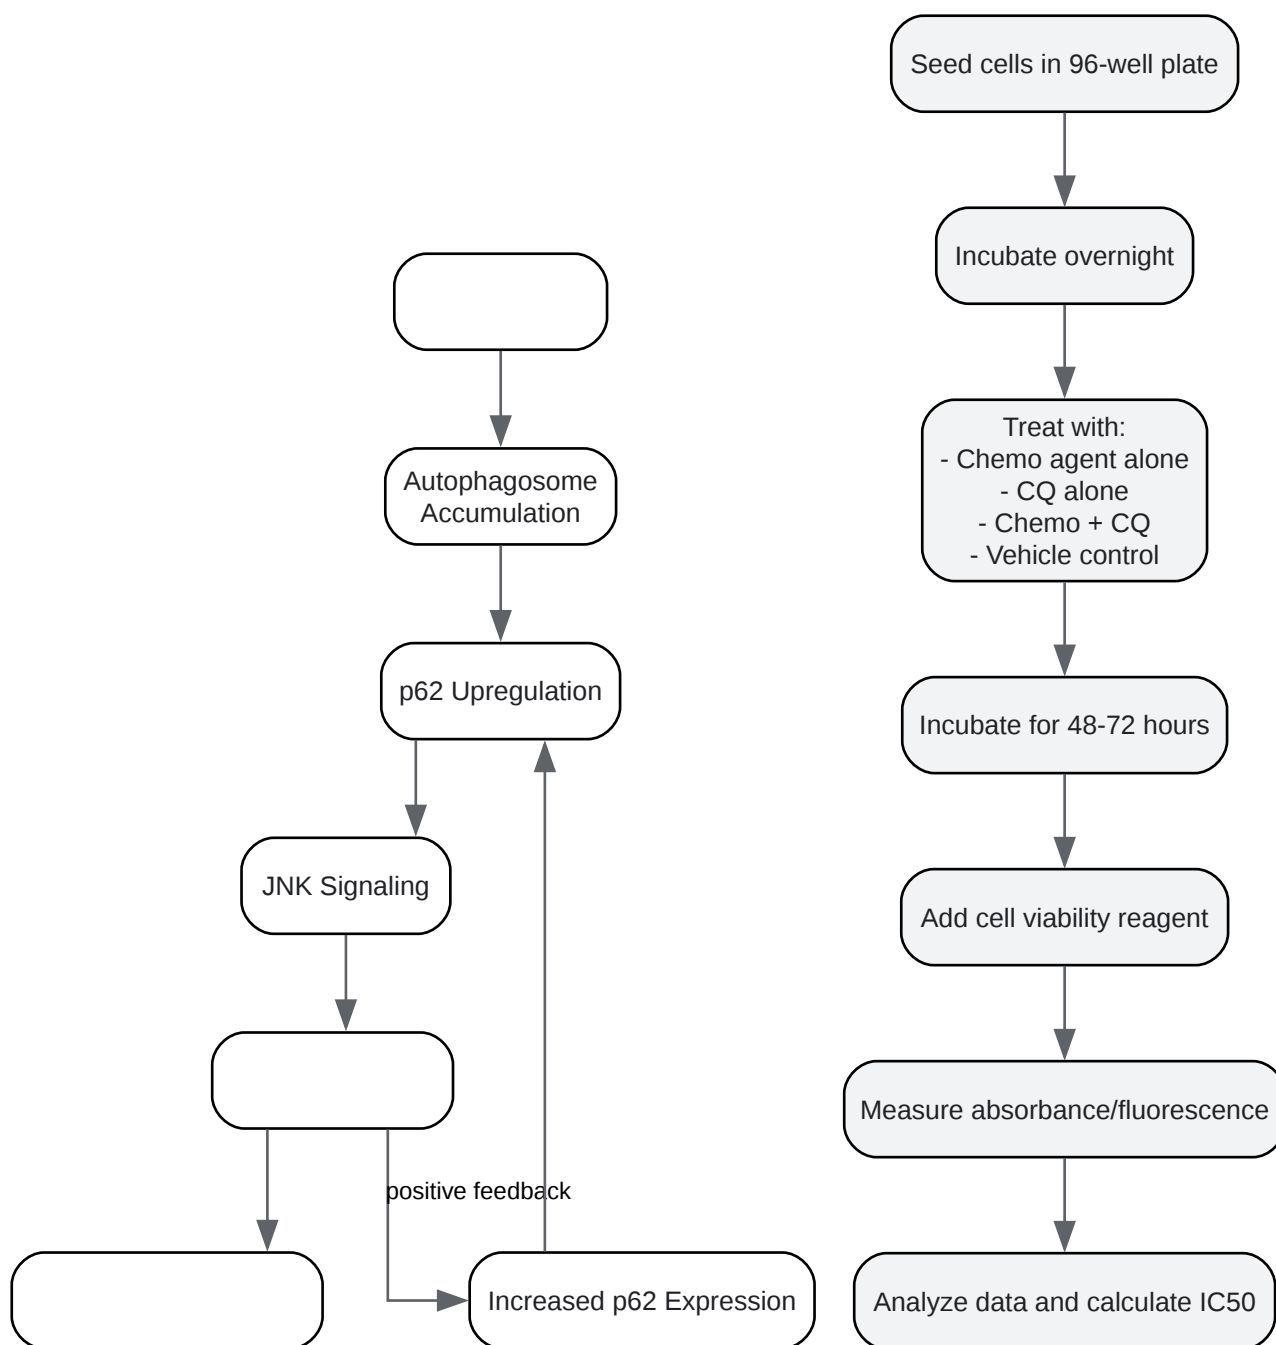 Autophagosome
Accumulation
p62 Upregulation
JNK Signaling
positive feedback
Increased p62 Expression
Seed cells in 96-well plate
Incubate overnight
Treat with:
- Chemo agent alone
- CQ alone
- Chemo + CQ
- Vehicle control
Incubate for 48-72 hours
Add cell viability reagent
Measure absorbance/fluorescence
Analyze data and calculate IC50